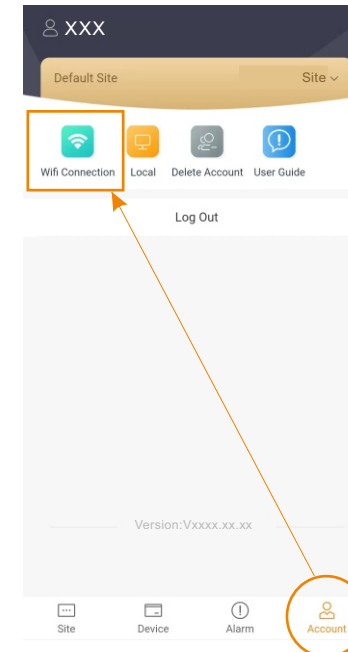 XXX
Default Site Site
Wifi Connection Local Delete Account User Guide
Log Out
Version:Vxxxx.xx.xx
Site Device Alarm Account